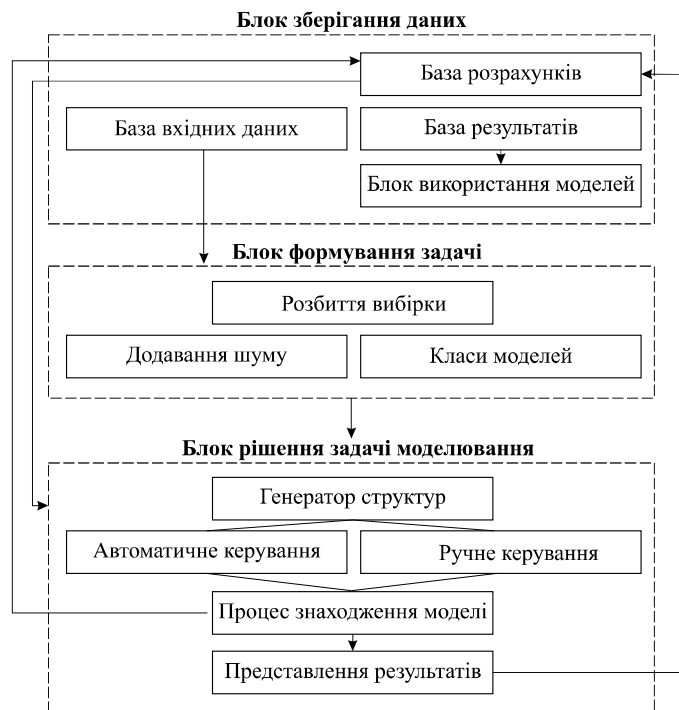 Блок зберігання даних
База розрахунків
База вхідних даних
База результатів
Блок використання моделей
Блок формування задачі
Розбиття вибірки
Додавання шуму
Класи моделей
Блок рішення задачі моделювання
Генератор структур
Автоматичне керування
Ручне керування
Процес знаходження моделі
Представлення результатів